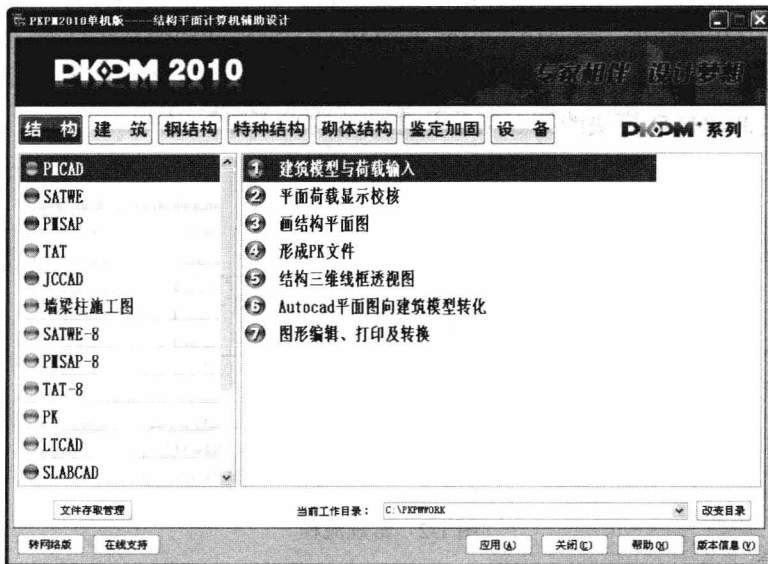 PKPM2010单机版----结构平面计算机辅助设计
PKPM 2010
专家相伴 设计梦想
结 构 建 筑 钢结构 特种结构 砌体结构 鉴定加固 设 备 PKPM 系列
PMCAD
SATWE
PMSAP
TAT
JCCAD
墙梁柱施工图
SATWE-8
PMSAP-8
TAT-8
PK
LTCAD
SLABCAD
1 建筑模型与荷载输入
2 平面荷载显示校核
3 画结构平面图
4 形成PK文件
5 结构三维线框透视图
6 Autocad平面图向建筑模型转化
7 图形编辑、打印及转换
文件存取管理 当前工作目录: C:\PKPMWORK 改变目录
转网络版 在线支持 应用(A) 关闭(C) 帮助(H) 版本信息(V)